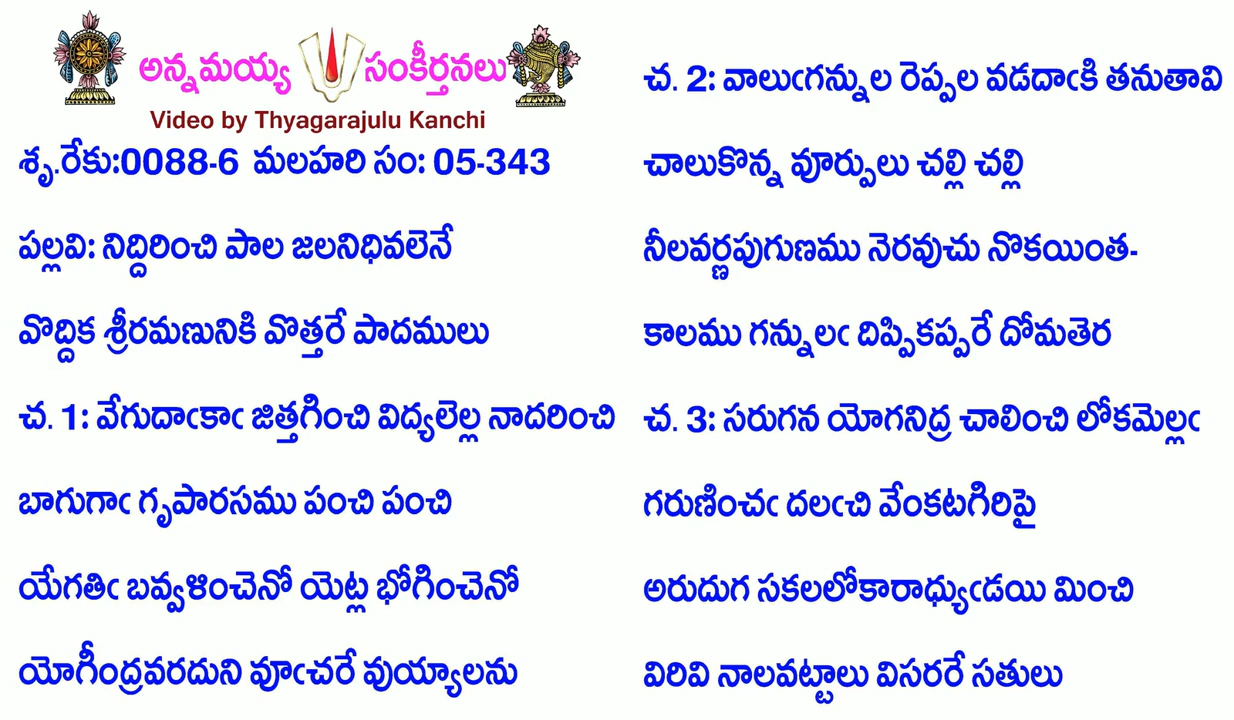 అన్నమయ్య సంకీర్తనలు
Video by Thyagarajulu Kanchi
శృ.రేకు:0088-6 మలహరి సం: 05-343
పల్లవి: నిద్దిరించి పాల జలనిధివలెనే
వొద్దిక శ్రీరమణునికి వొత్తరే పాదములు
చ. 1: వేగుదాఁకాఁ జిత్తగించి విద్యలెల్ల నాదరించి
బాగుగాఁ గృపారసము పంచి పంచి
యేగతిఁ బవ్వళించెనో యెట్ల భోగించెనో
యోగీంద్రవరదుని వూఁచరే వుయ్యాలను
చ. 2: వాలుఁగన్నుల రెప్పల వడదాఁకి తనుతావి
చాలుకొన్న వూర్పులు చల్లి చల్లి
నీలవర్ణపుగుణము నెరవుచు నొకయింత-
కాలము గన్నులఁ దిప్పికప్పరే దోమతెర
చ. 3: సరుగన యోగనిద్ర చాలించి లోకమెల్లఁ
గరుణించఁ దలఁచి వేంకటగిరిపై
అరుదుగ సకలలోకారాధ్యుఁడయి మించి
విరివి నాలవట్టాలు విసరరే సతులు